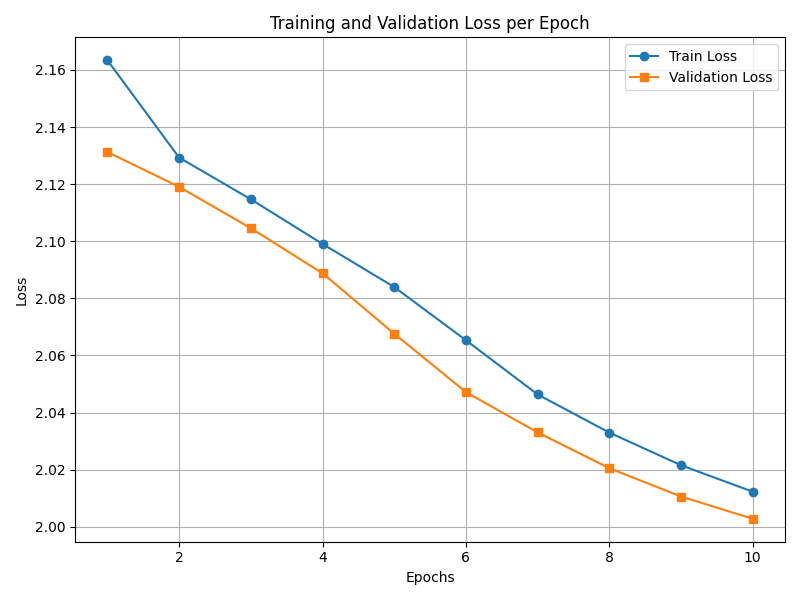 Training and Validation Loss per Epoch
Train Loss
Validation Loss
2.16
2.14
2.12
2.10
2.08
2.06
2.04
2.02
2.00
Loss
2 4 6 8 10
Epochs